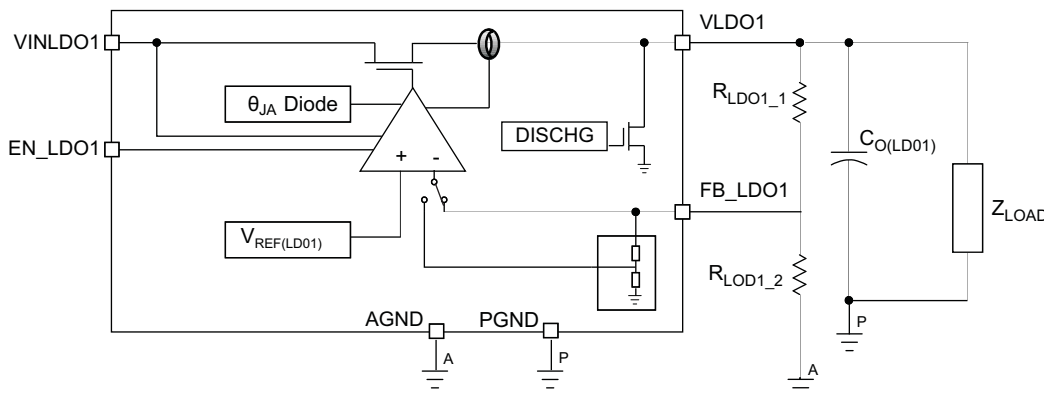 VINLDO1
VLDO1
RLDO1_1
θJA Diode
DISCHG
CO(LD01)
EN_LDO1
+
-
FB_LDO1
ZLOAD
VREF(LD01)
RLOD1_2
AGND
PGND
P
A
P
A